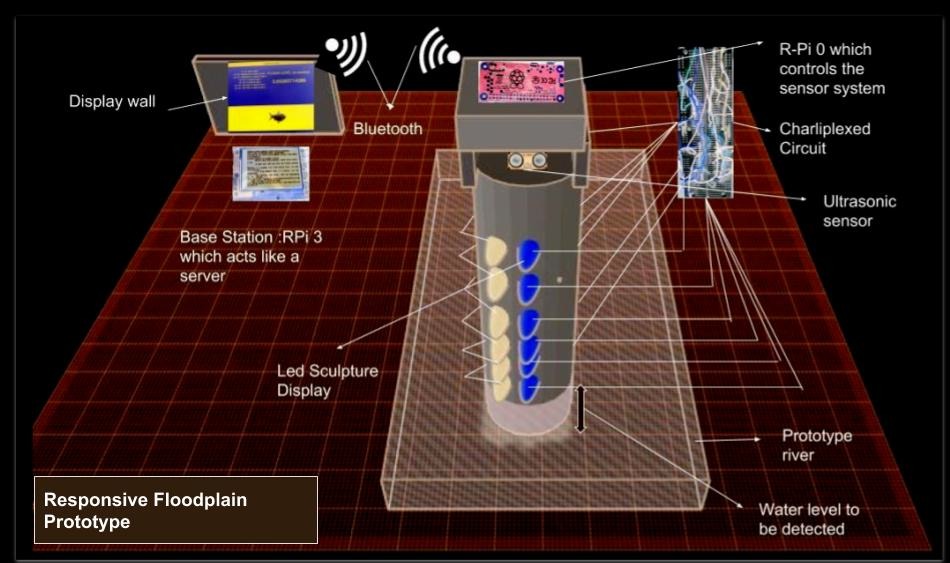 R-Pi 0 which
controls the
sensor system
Display wall
Bluetooth
Charliplexed
Circuit
Ultrasonic
sensor
Base Station :RPi 3
which acts like a
server
Led Sculpture
Display
Prototype
river
Water level to
be detected
Responsive Floodplain
Prototype